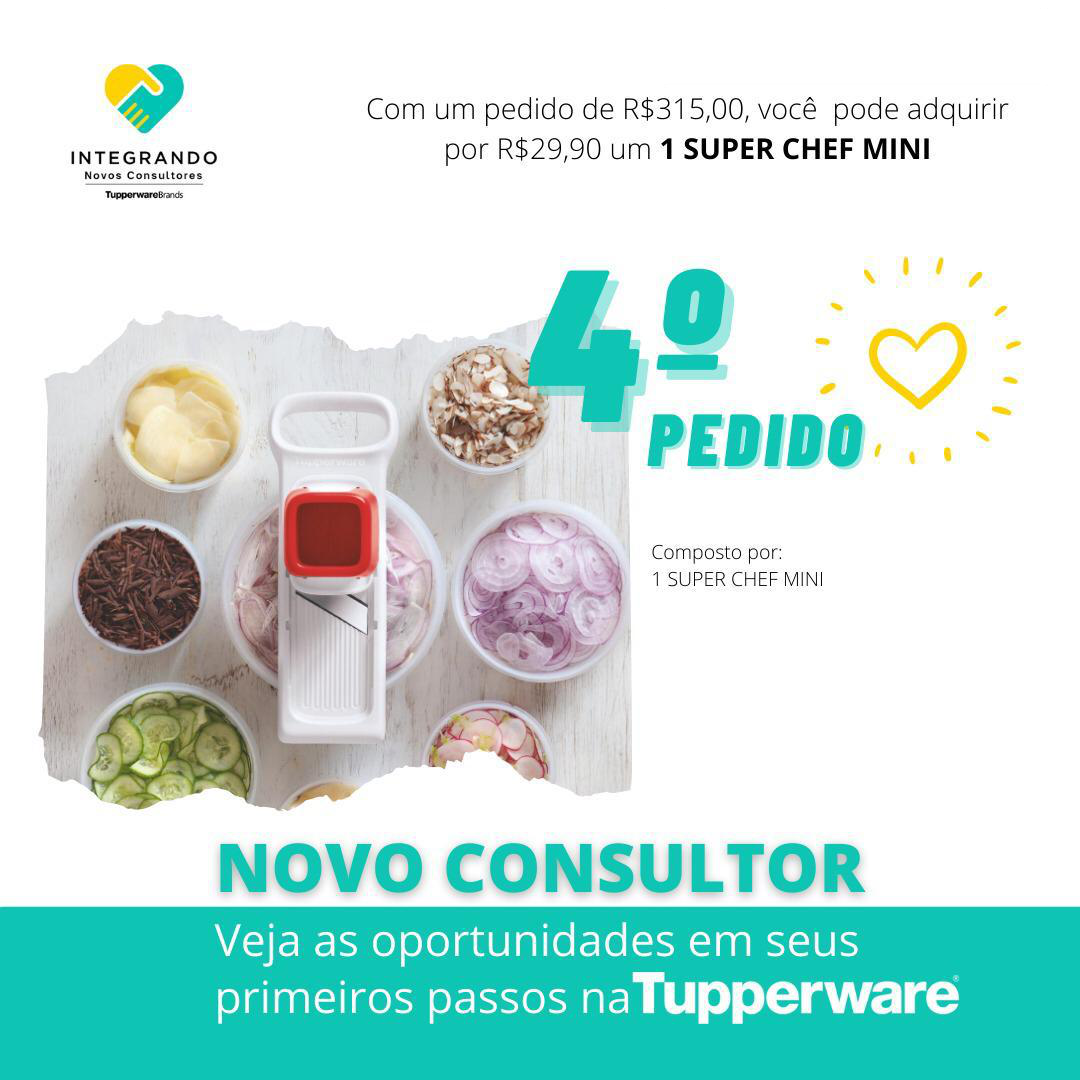 INTEGRANDO
Novos Consultores
TupperwareBrands
Com um pedido de R$315,00, você pode adquirir
por R$29,90 um 1 SUPER CHEF MINI
4º
PEDIDO
Tupperware
Composto por:
1 SUPER CHEF MINI
NOVO CONSULTOR
Veja as oportunidades em seus
primeiros passos na Tupperware®